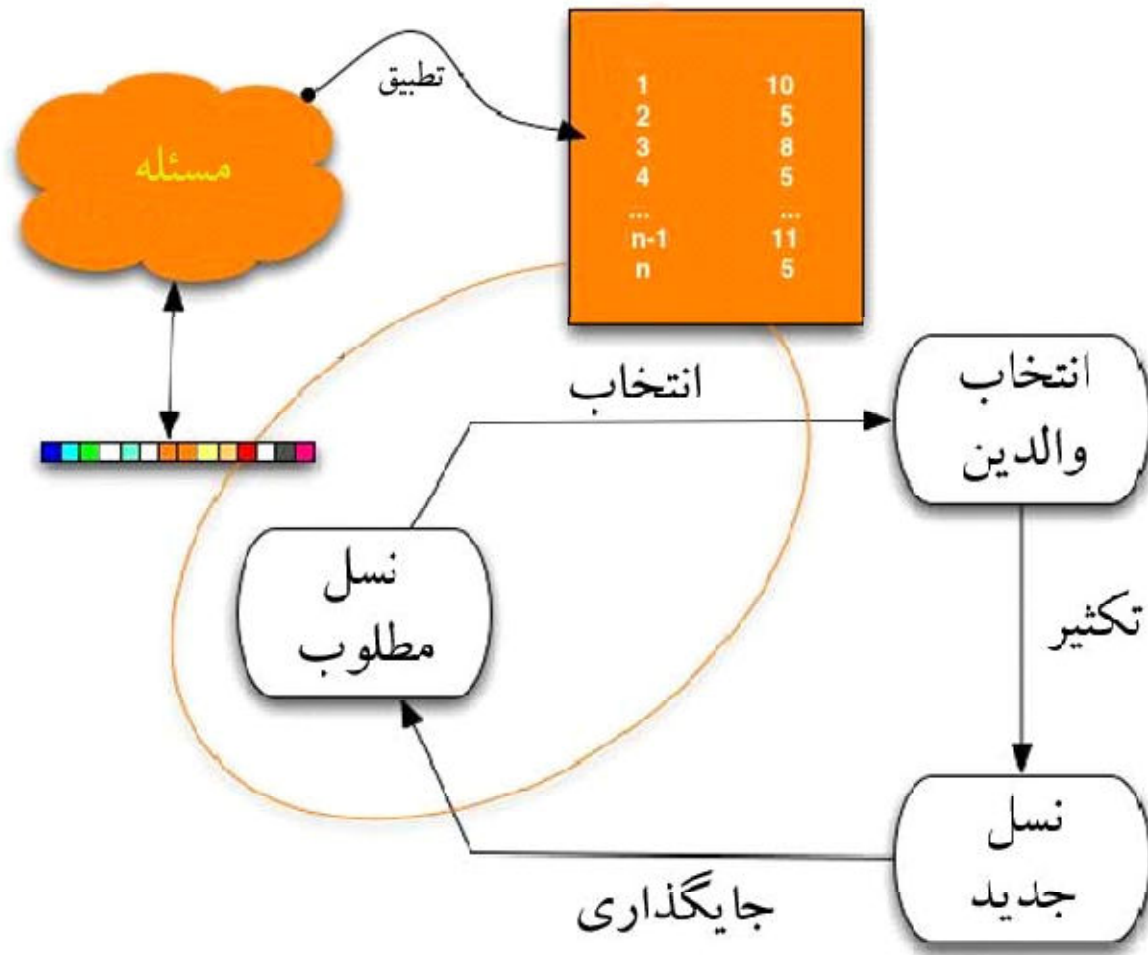 تطبیق
مسئله
1 10
2 5
3 8
4 5
... ...
n-1 11
n 5
انتخاب
انتخاب
والدین
نسل
مطلوب
تکثیر
نسل
جدید
جایگذاری